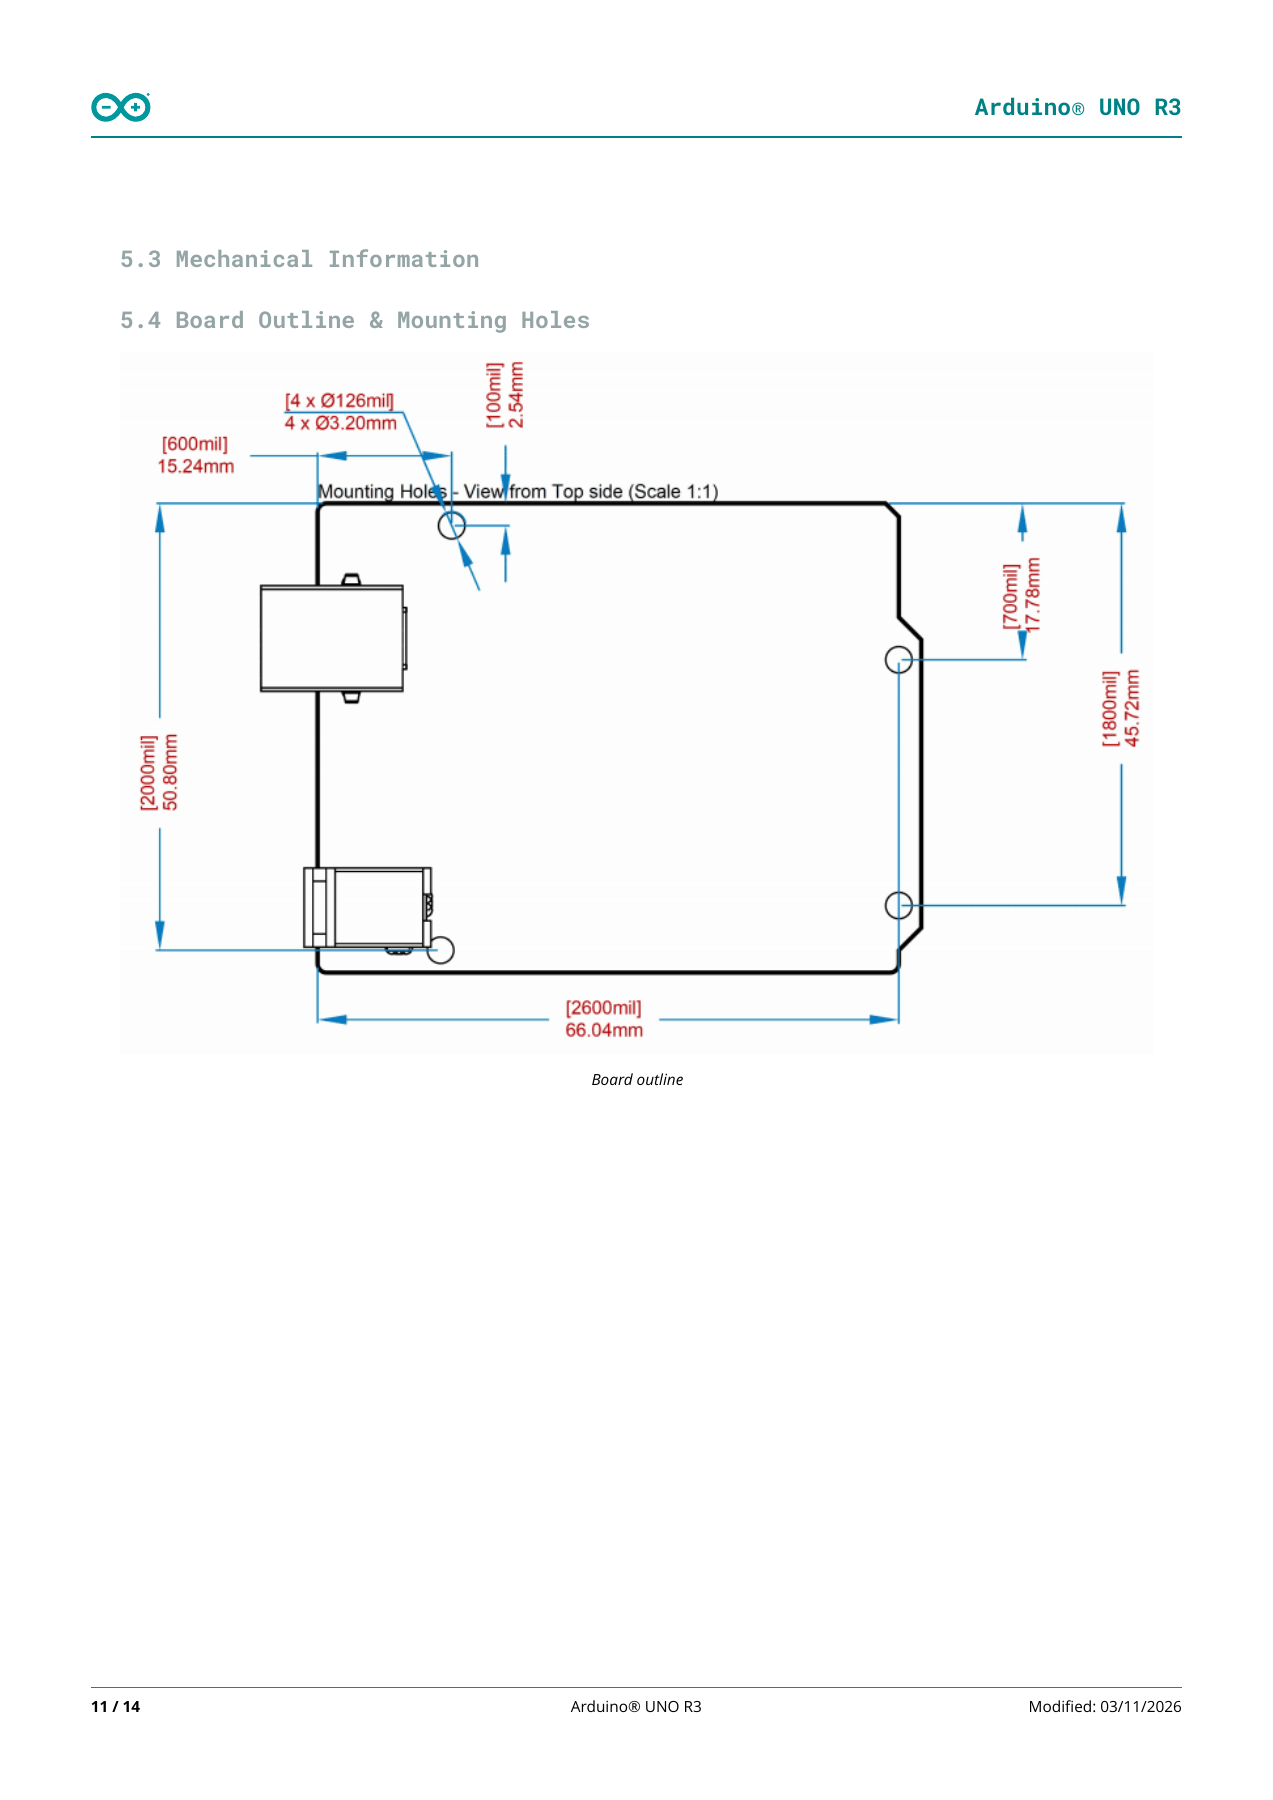 Arduino® UNO R3
5.3 Mechanical Information
5.4 Board Outline & Mounting Holes
[4 x Ø126mil]
4 x Ø3.20mm
[100mil]
2.54mm
[600mil]
15.24mm
Mounting Holes - View from Top side (Scale 1:1)
[700mil]
17.78mm
[1800mil]
45.72mm
[2000mil]
50.80mm
[2600mil]
66.04mm
Board outline
11 / 14
Arduino® UNO R3
Modified: 03/11/2026